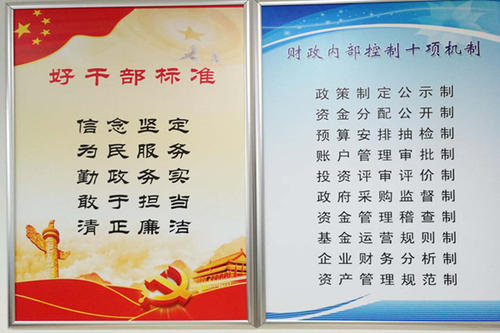 好干部标准
信念坚定
为民服务
勤政务实
敢于担当
清正廉洁
财政内部控制十项机制
政策制定公示制
资金分配公开制
预算安排抽检制
账户管理审批制
投资评审评价制
政府采购监督制
资金管理稽查制
基金运营规则制
企业财务分析制
资产管理规范制